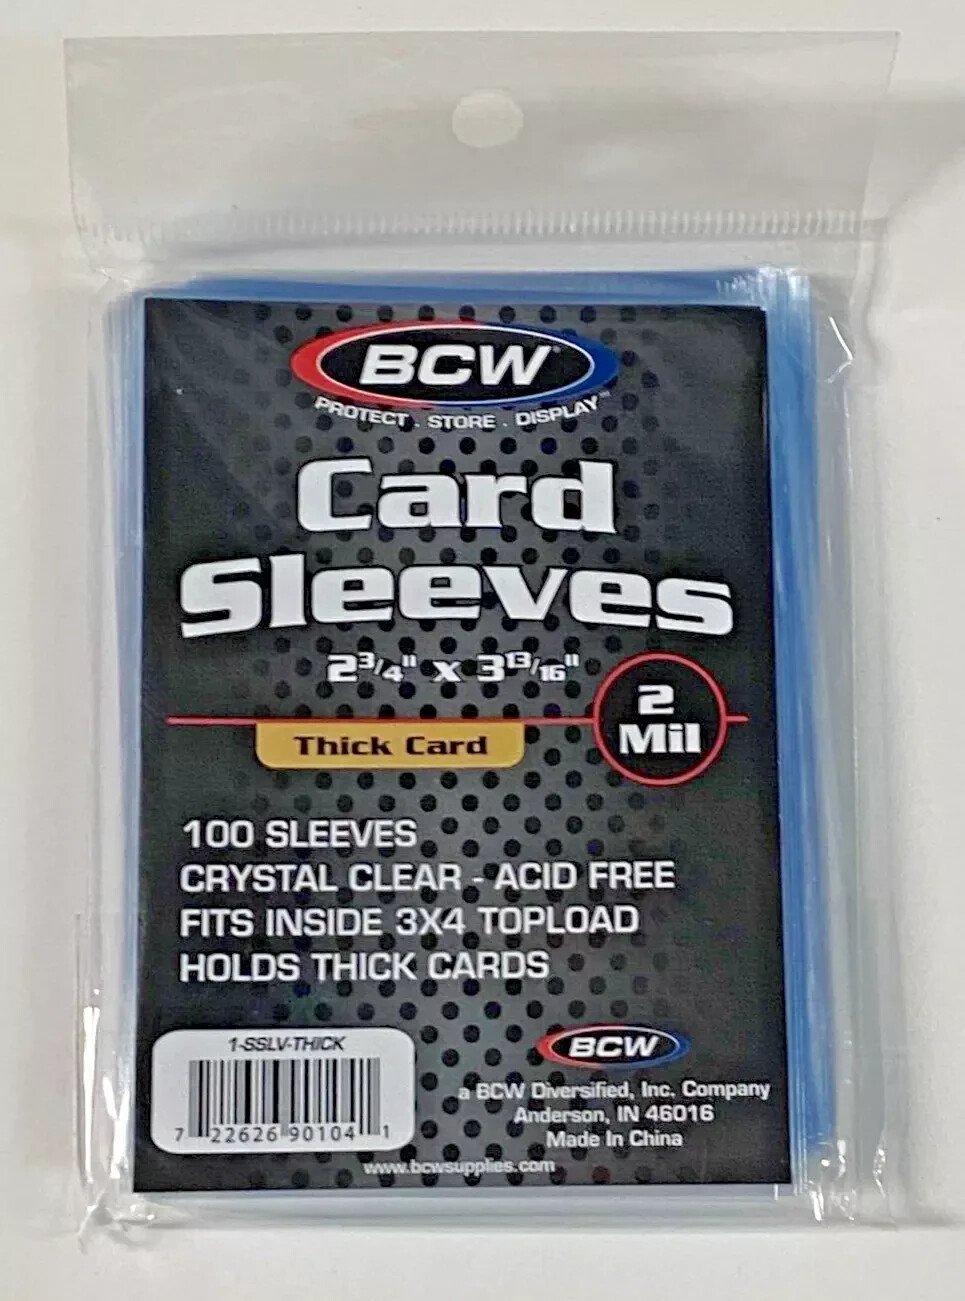 BCW®
PROTECT . STORE . DISPLAY™
Card
Sleeves
2 3/4" x 3 13/16"
2
Mil
Thick Card
100 SLEEVES
CRYSTAL CLEAR - ACID FREE
FITS INSIDE 3X4 TOPLOAD
HOLDS THICK CARDS
1-SSLV-THICK
7 22626 90104 1
BCW
a BCW Diversified, Inc. Company
Anderson, IN 46016
Made In China
www.bcwsupplies.com